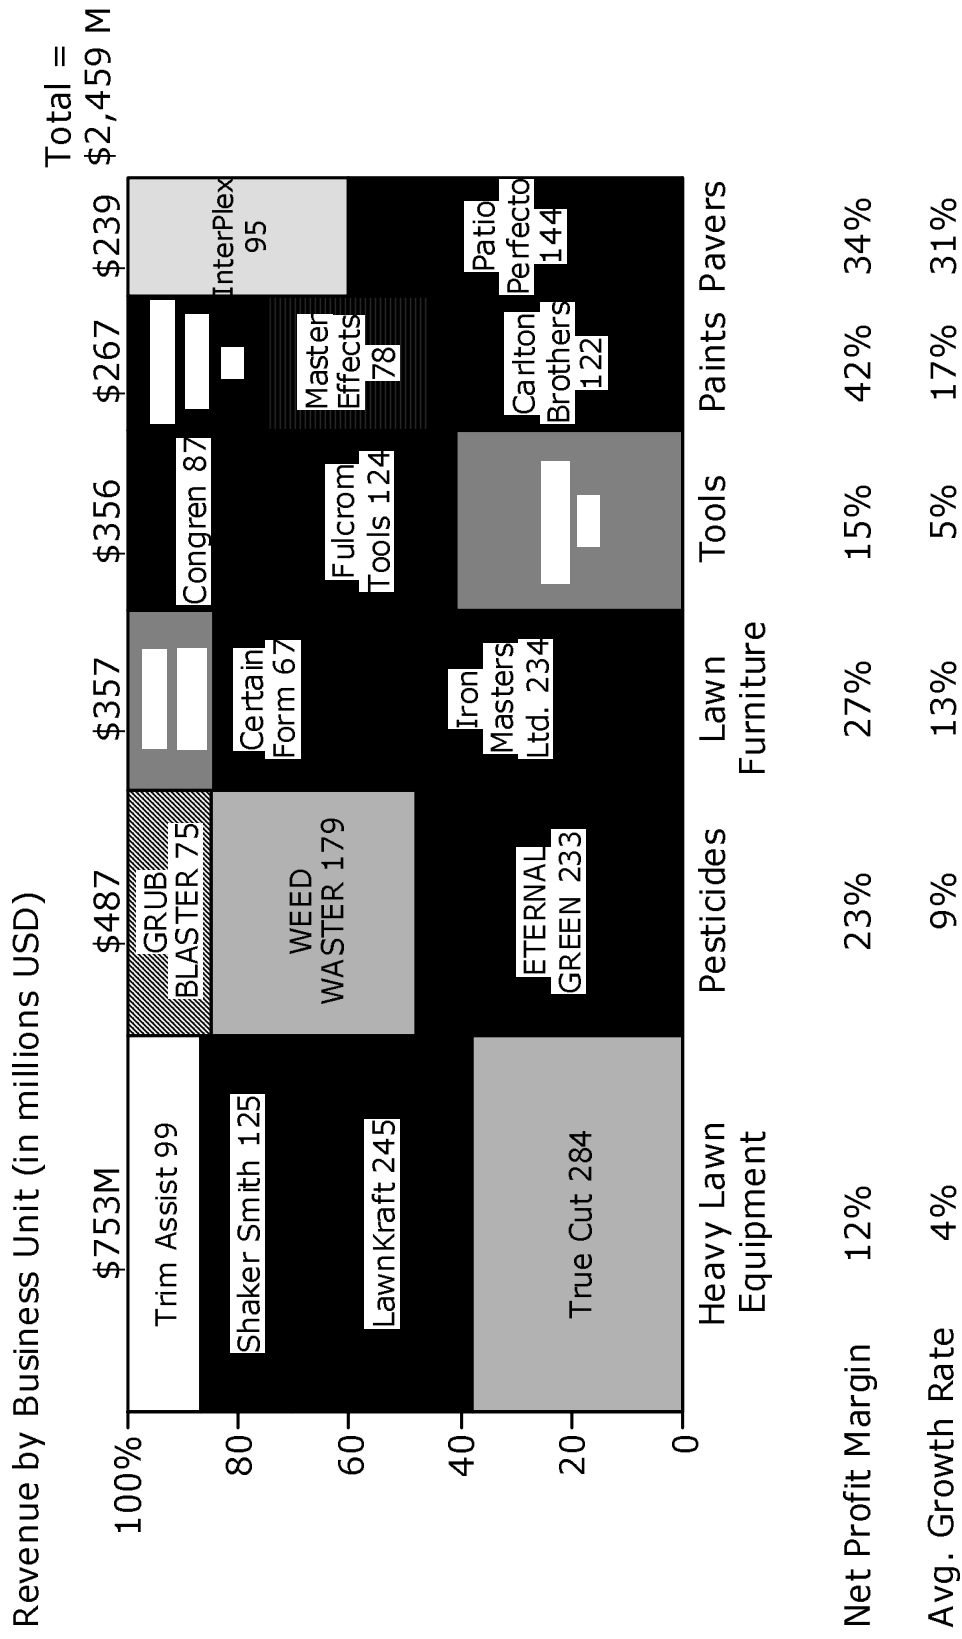 Revenue by Business Unit (in millions USD)
Total =
$2,459 M
$753M
$487
$357
$356
$267
$239
100%
80
60
40
20
0
Trim Assist 99
Shaker Smith 125
LawnKraft 245
True Cut 284
GRUB
BLASTER 75
WEED
WASTER 179
ETERNAL
GREEN 233
Certain
Form 67
Iron
Masters
Ltd. 234
Congren 87
Fulcrom
Tools 124
Master
Effects
78
Carlton
Brothers
122
InterPlex
95
Patio
Perfecto
144
Heavy Lawn
Equipment
Pesticides
Lawn
Furniture
Tools
Paints
Pavers
Net Profit Margin 12% 23% 27% 15% 42% 34%
Avg. Growth Rate 4% 9% 13% 5% 17% 31%